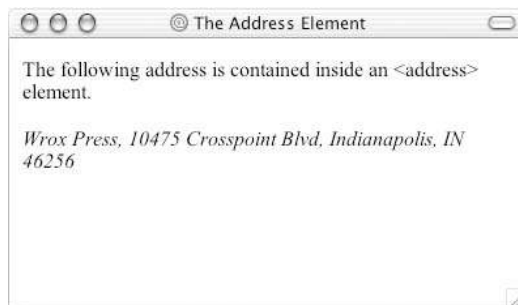 The Address Element
The following address is contained inside an <address>
element.
Wrox Press, 10475 Crosspoint Blvd, Indianapolis, IN
46256